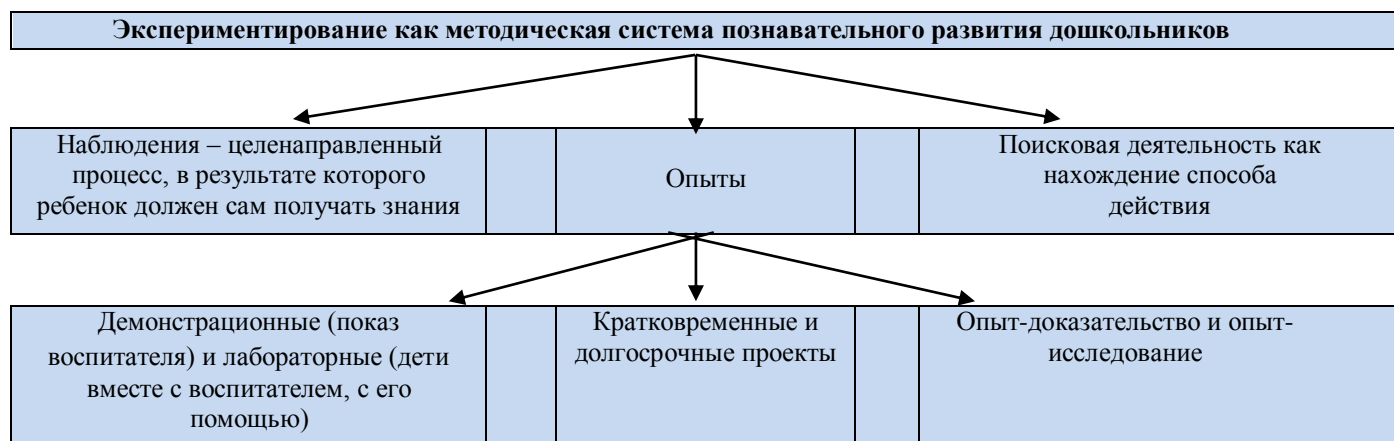 Экспериментирование как методическая система познавательного развития дошкольников
Наблюдения – целенаправленный
процесс, в результате которого
ребенок должен сам получать знания
Опыты
Поисковая деятельность как
нахождение способа
действия
Демонстрационные (показ
воспитателя) и лабораторные (дети
вместе с воспитателем, с его
помощью)
Кратковременные и
долгосрочные проекты
Опыт-доказательство и опыт-
исследование